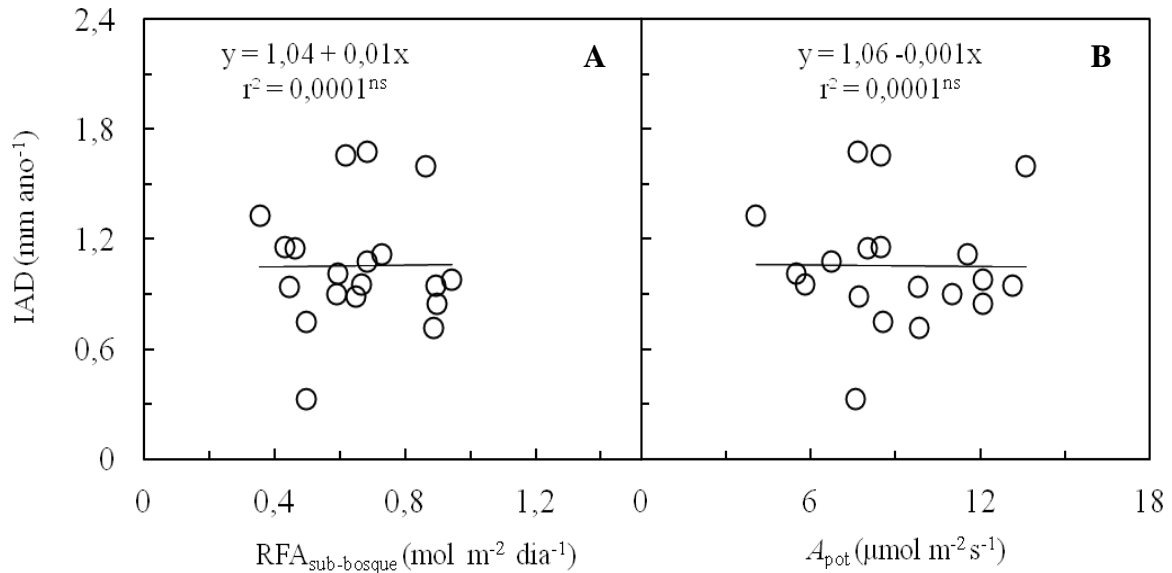 2,4
y = 1,04 + 0,01x
r² = 0,0001ⁿˢ
A
y = 1,06 -0,001x
r² = 0,0001ⁿˢ
B
1,8
1,2
0,6
0
IAD (mm ano⁻¹)
0 0,4 0,8 1,2
0 6 12 18
RFAsub-bosque (mol m⁻² dia⁻¹)
Apot (µmol m⁻² s⁻¹)